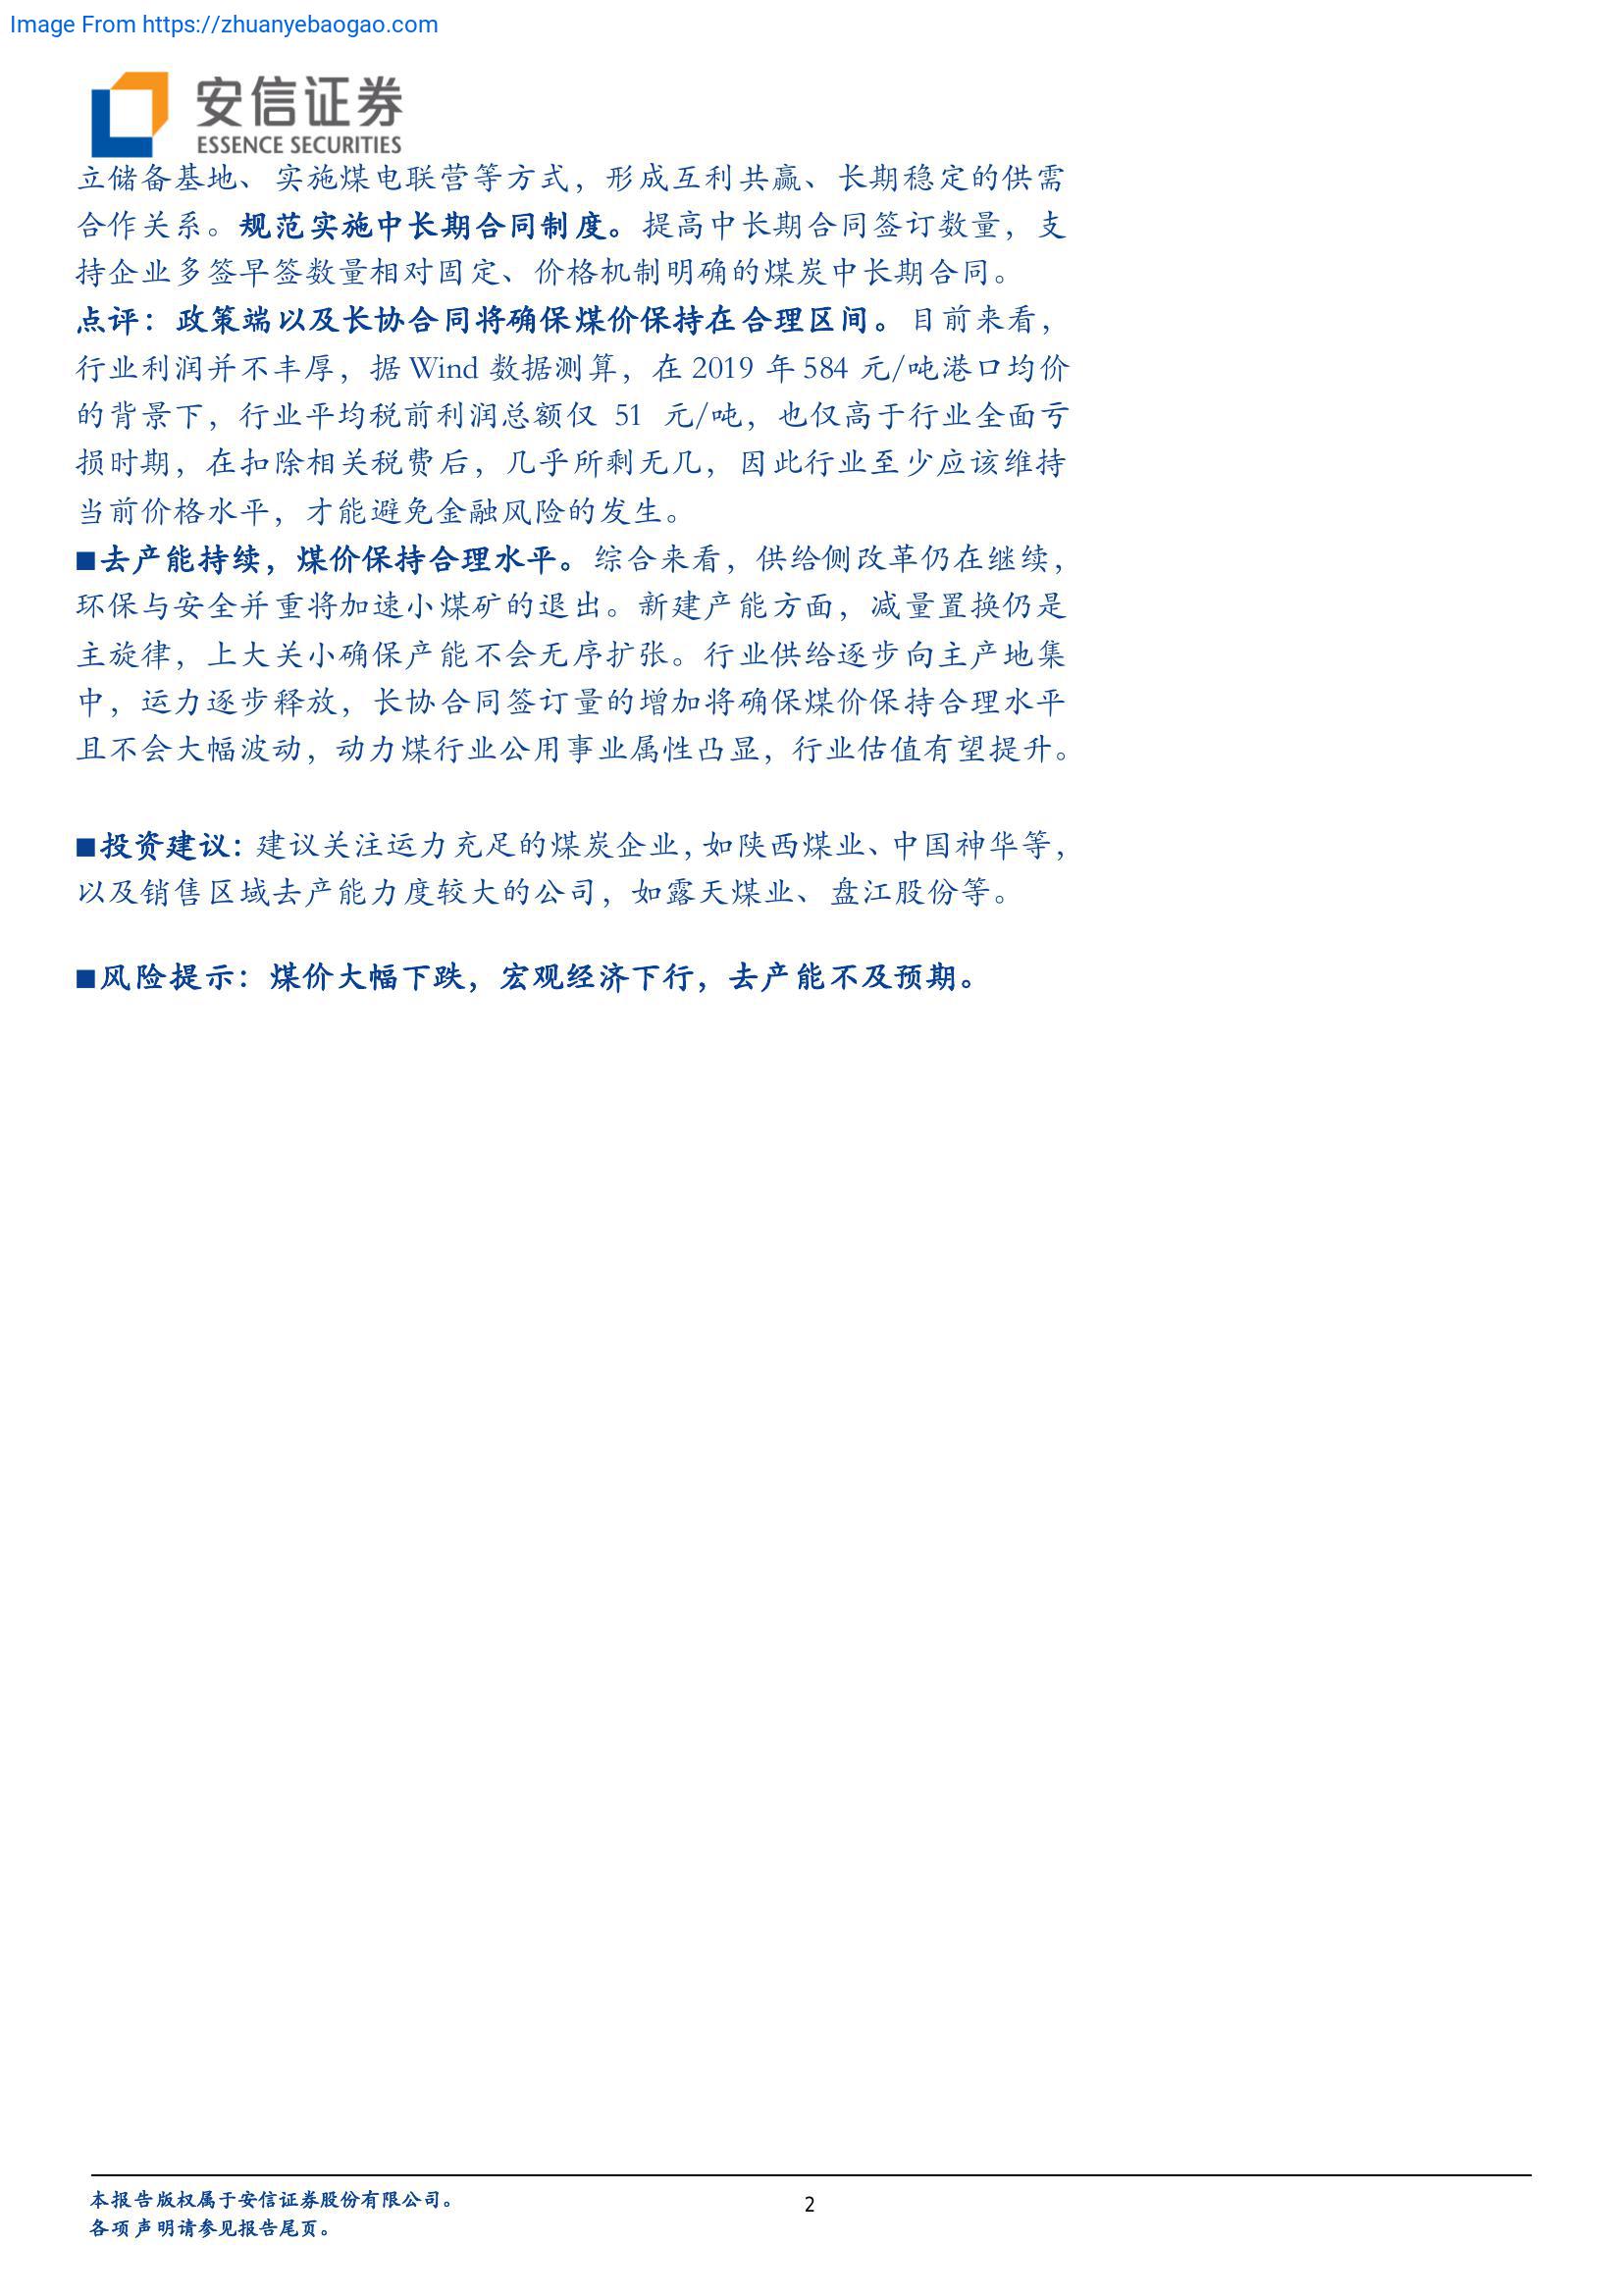 Image From https://zhuanyebaogao.com
安信证券
ESSENCE SECURITIES
立储备基地、实施煤电联营等方式，形成互利共赢、长期稳定的供需
合作关系。规范实施中长期合同制度。提高中长期合同签订数量，支
持企业多签早签数量相对固定、价格机制明确的煤炭中长期合同。
点评：政策端以及长协合同将确保煤价保持在合理区间。目前来看，
行业利润并不丰厚，据 Wind 数据测算，在 2019 年 584 元/吨港口均价
的背景下，行业平均税前利润总额仅 51 元/吨，也仅高于行业全面亏
损时期，在扣除相关税费后，几乎所剩无几，因此行业至少应该维持
当前价格水平，才能避免金融风险的发生。
■去产能持续，煤价保持合理水平。综合来看，供给侧改革仍在继续，
环保与安全并重将加速小煤矿的退出。新建产能方面，减量置换仍是
主旋律，上大关小确保产能不会无序扩张。行业供给逐步向主产地集
中，运力逐步释放，长协合同签订量的增加将确保煤价保持合理水平
且不会大幅波动，动力煤行业公用事业属性凸显，行业估值有望提升。
■投资建议：建议关注运力充足的煤炭企业，如陕西煤业、中国神华等，
以及销售区域去产能力度较大的公司，如露天煤业、盘江股份等。
■风险提示：煤价大幅下跌，宏观经济下行，去产能不及预期。
本报告版权属于安信证券股份有限公司。
各项声明请参见报告尾页。
2